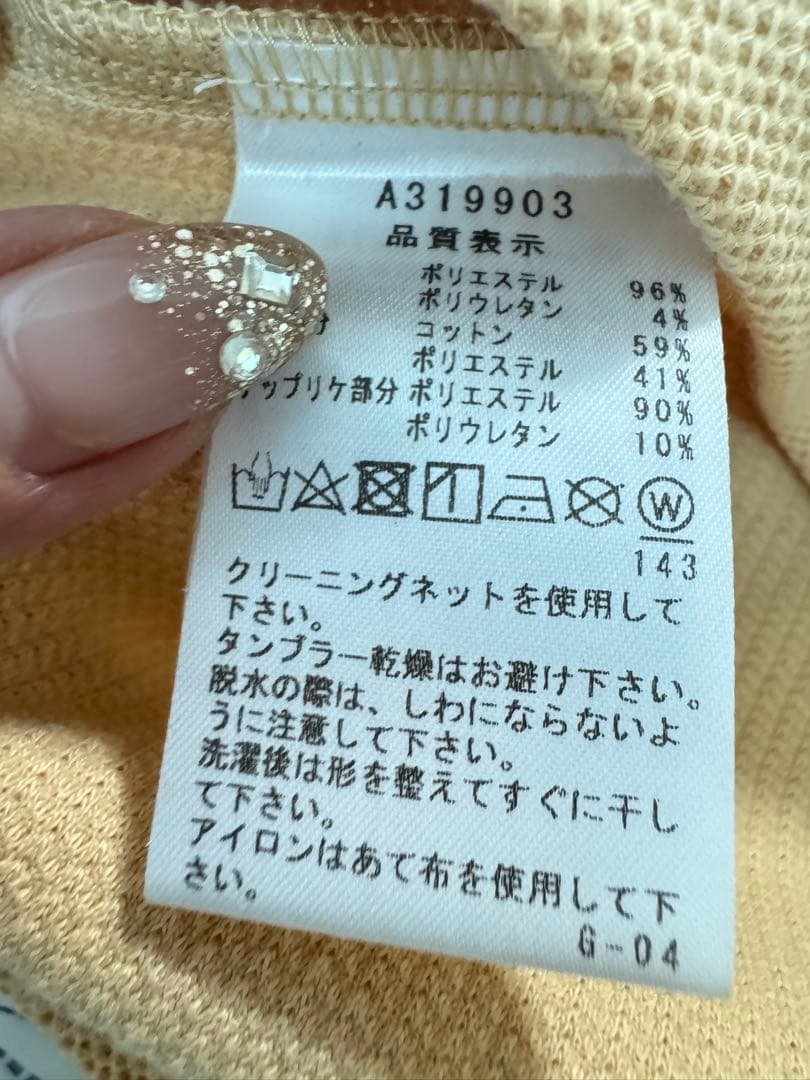 A319903
品質表示
ポリエステル 96%
ポリウレタン 4%
コットン 59%
ポリエステル 41%
アップリケ部分 ポリエステル 90%
ポリウレタン 10%
W
143
クリーニングネットを使用して
下さい。
タンブラー乾燥はお避け下さい。
脱水の際は、しわにならないよ
うに注意して下さい。
洗濯後は形を整えてすぐに干し
て下さい。
アイロンはあて布を使用して下
さい。
G-04